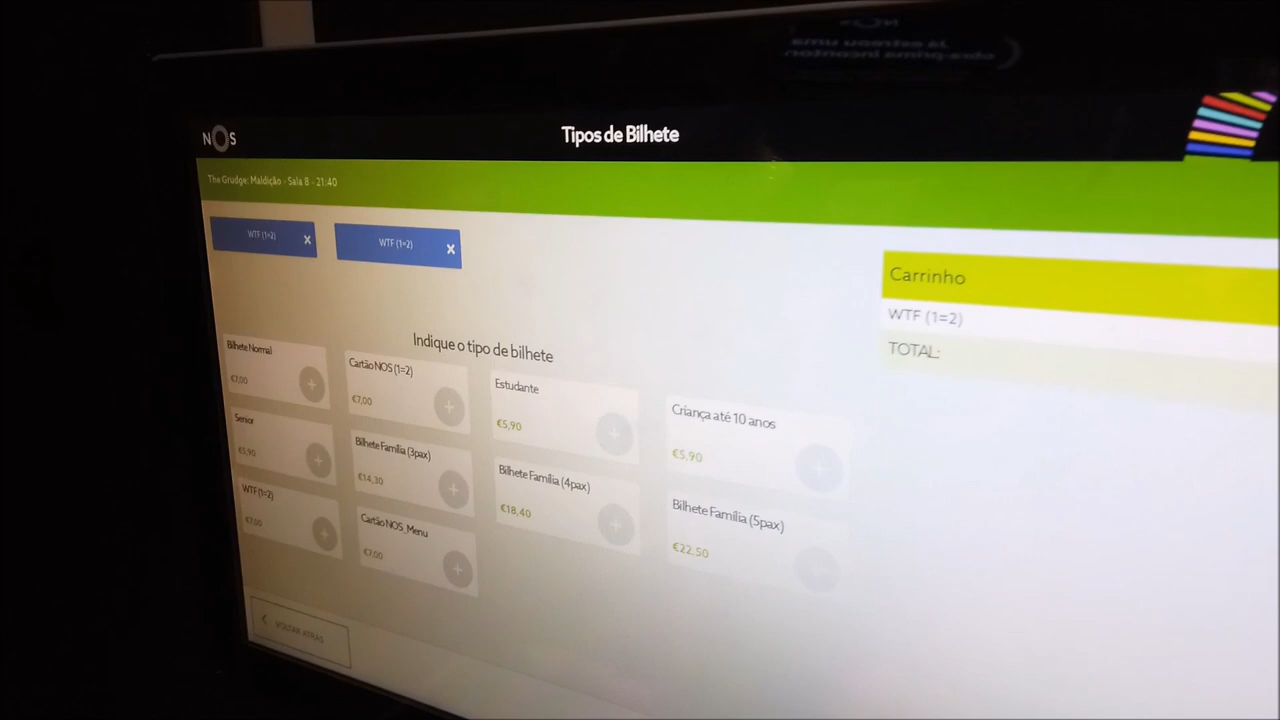 NOS
Tipos de Bilhete
The Grudge: Maldição - Sala 8 - 21:40
WTF (1=2) x
WTF (1=2) x
Carrinho
WTF (1=2)
TOTAL:
Indique o tipo de bilhete
Bilhete Normal
€7,00
Cartão NOS (1=2)
€7,00
Estudante
€5,90
Criança até 10 anos
€5,90
Senior
€5,90
Bilhete Família (3pax)
€14,30
Bilhete Família (4pax)
€18,40
Bilhete Família (5pax)
€22,50
WTF (1=2)
€7,00
Cartão NOS_Menu
€7,00
VOLTAR ATRÁS